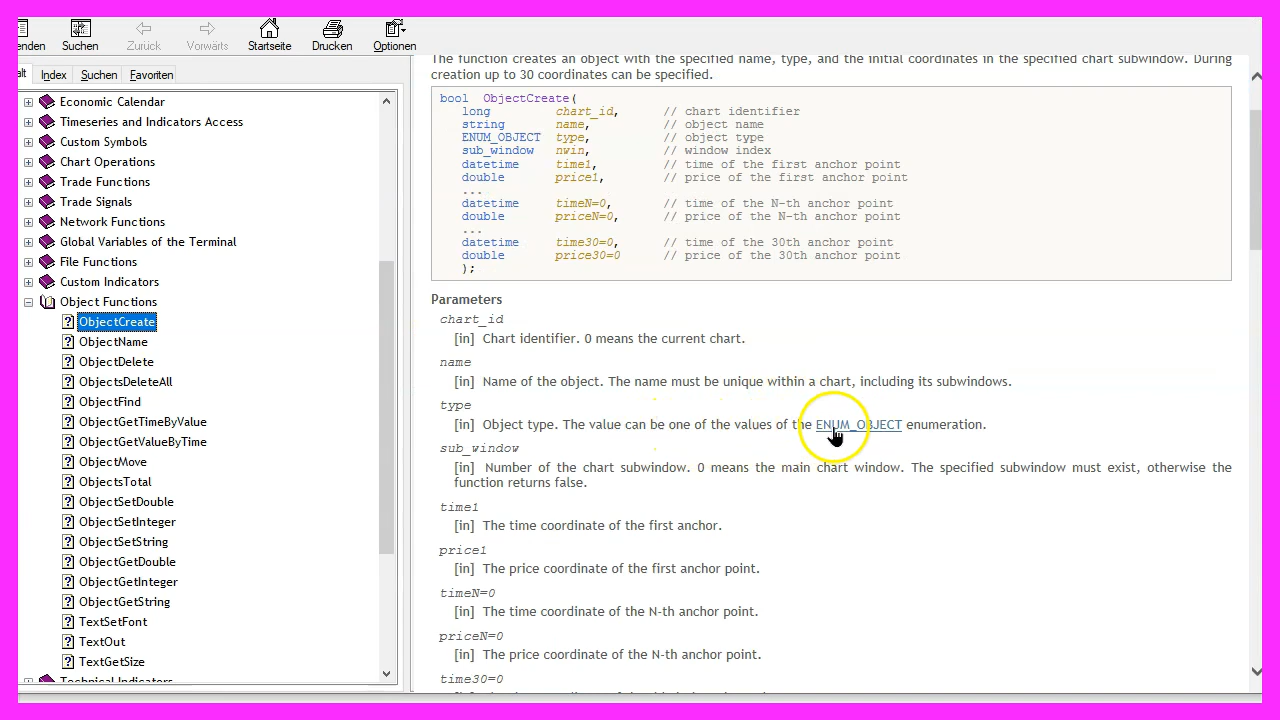 enden
Suchen
Zurück
Vorwärts
Startseite
Drucken
Optionen
alt
Index
Suchen
Favoriten
Economic Calendar
Timeseries and Indicators Access
Custom Symbols
Chart Operations
Trade Functions
Trade Signals
Network Functions
Global Variables of the Terminal
File Functions
Custom Indicators
Object Functions
ObjectCreate
ObjectName
ObjectDelete
ObjectsDeleteAll
ObjectFind
ObjectGetTimeByValue
ObjectGetValueByTime
ObjectMove
ObjectsTotal
ObjectSetDouble
ObjectSetInteger
ObjectSetString
ObjectGetDouble
ObjectGetInteger
ObjectGetString
TextSetFont
TextOut
TextGetSize
Technical Indicators
The function creates an object with the specified name, type, and the initial coordinates in the specified chart subwindow. During
creation up to 30 coordinates can be specified.
bool ObjectCreate(
long chart_id, // chart identifier
string name, // object name
ENUM_OBJECT type, // object type
sub_window nwin, // window index
datetime time1, // time of the first anchor point
double price1, // price of the first anchor point
...
datetime timeN=0, // time of the N-th anchor point
double priceN=0, // price of the N-th anchor point
...
datetime time30=0, // time of the 30th anchor point
double price30=0 // price of the 30th anchor point
);
Parameters
chart_id
[in] Chart identifier. 0 means the current chart.
name
[in] Name of the object. The name must be unique within a chart, including its subwindows.
type
[in] Object type. The value can be one of the values of the ENUM_OBJECT enumeration.
sub_window
[in] Number of the chart subwindow. 0 means the main chart window. The specified subwindow must exist, otherwise the
function returns false.
time1
[in] The time coordinate of the first anchor.
price1
[in] The price coordinate of the first anchor point.
timeN=0
[in] The time coordinate of the N-th anchor point.
priceN=0
[in] The price coordinate of the N-th anchor point.
time30=0